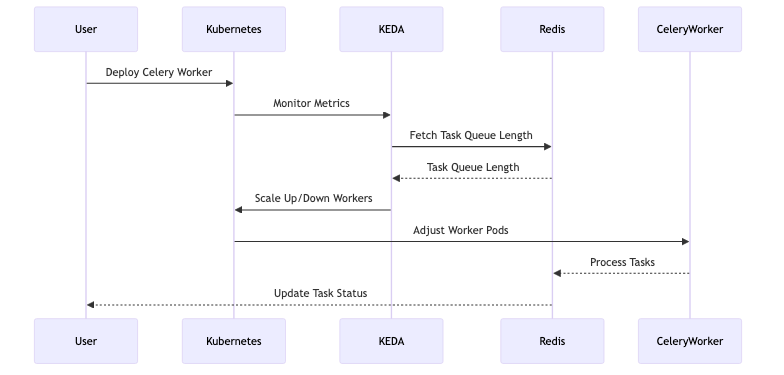 User Kubernetes KEDA Redis CeleryWorker
Deploy Celery Worker
Monitor Metrics
Fetch Task Queue Length
Task Queue Length
Scale Up/Down Workers
Adjust Worker Pods
Process Tasks
Update Task Status
User Kubernetes KEDA Redis CeleryWorker